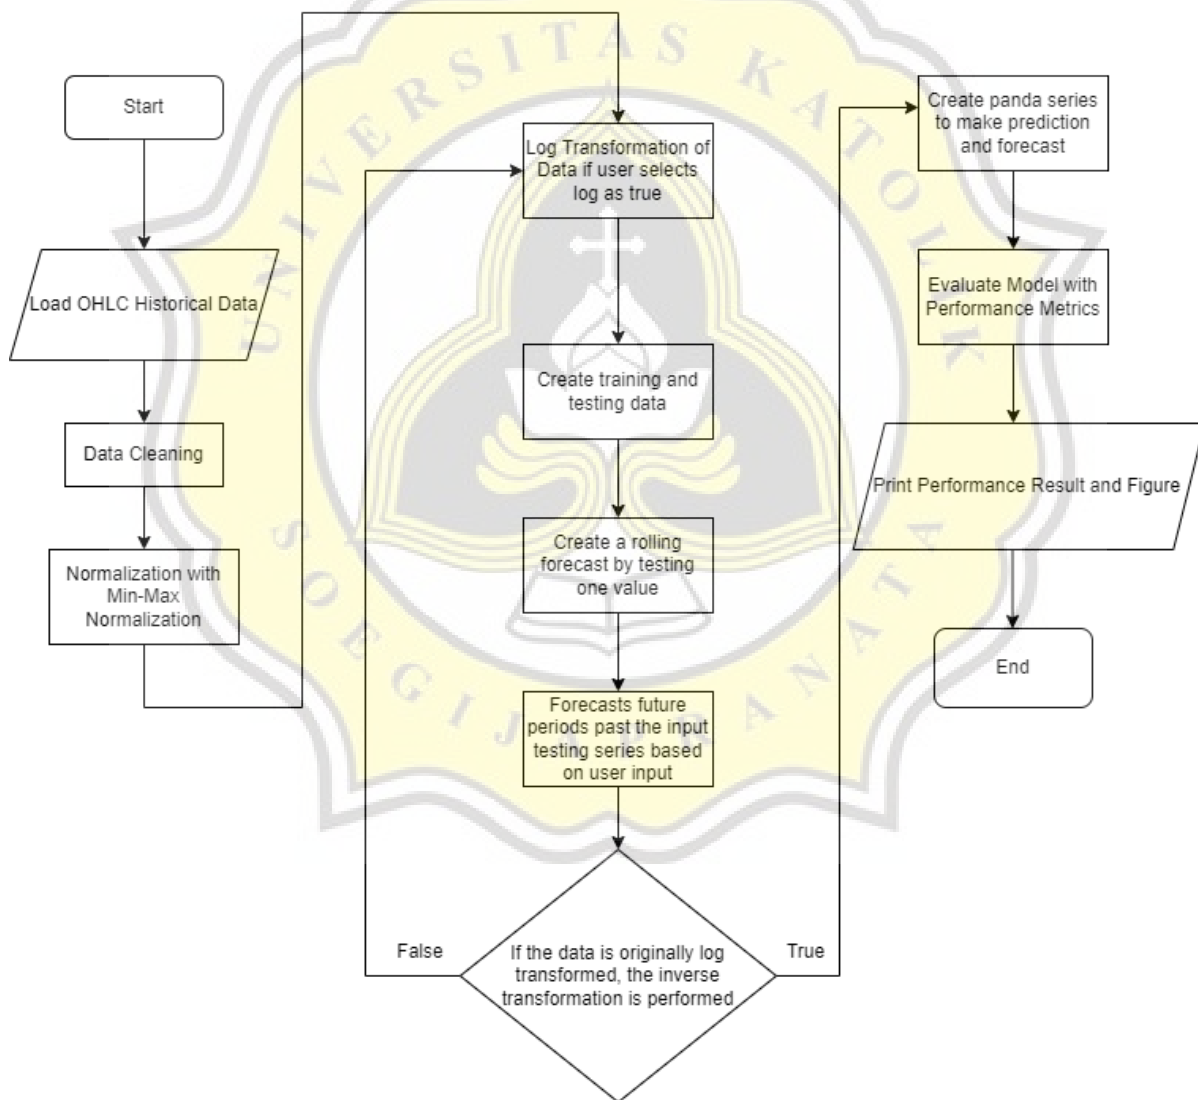 UNIVERSITAS KATOLIK
SOEGIJAPRANATA
Start
Load OHLC Historical Data
Data Cleaning
Normalization with
Min-Max
Normalization
Log Transformation of
Data if user selects
log as true
Create training and
testing data
Create a rolling
forecast by testing
one value
Forecasts future
periods past the input
testing series based
on user input
If the data is originally log
transformed, the inverse
transformation is performed
False
True
Create panda series
to make prediction
and forecast
Evaluate Model with
Performance Metrics
Print Performance Result and Figure
End